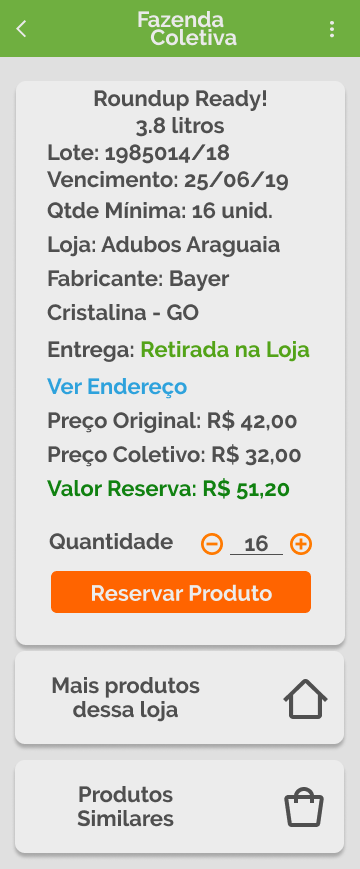 Fazenda
Coletiva
Roundup Ready!
3.8 litros
Lote: 1985014/18
Vencimento: 25/06/19
Qtde Mínima: 16 unid.
Loja: Adubos Araguaia
Fabricante: Bayer
Cristalina - GO
Entrega: Retirada na Loja
Ver Endereço
Preço Original: R$ 42,00
Preço Coletivo: R$ 32,00
Valor Reserva: R$ 51,20
Quantidade 16
Reservar Produto
Mais produtos
dessa loja
Produtos
Similares